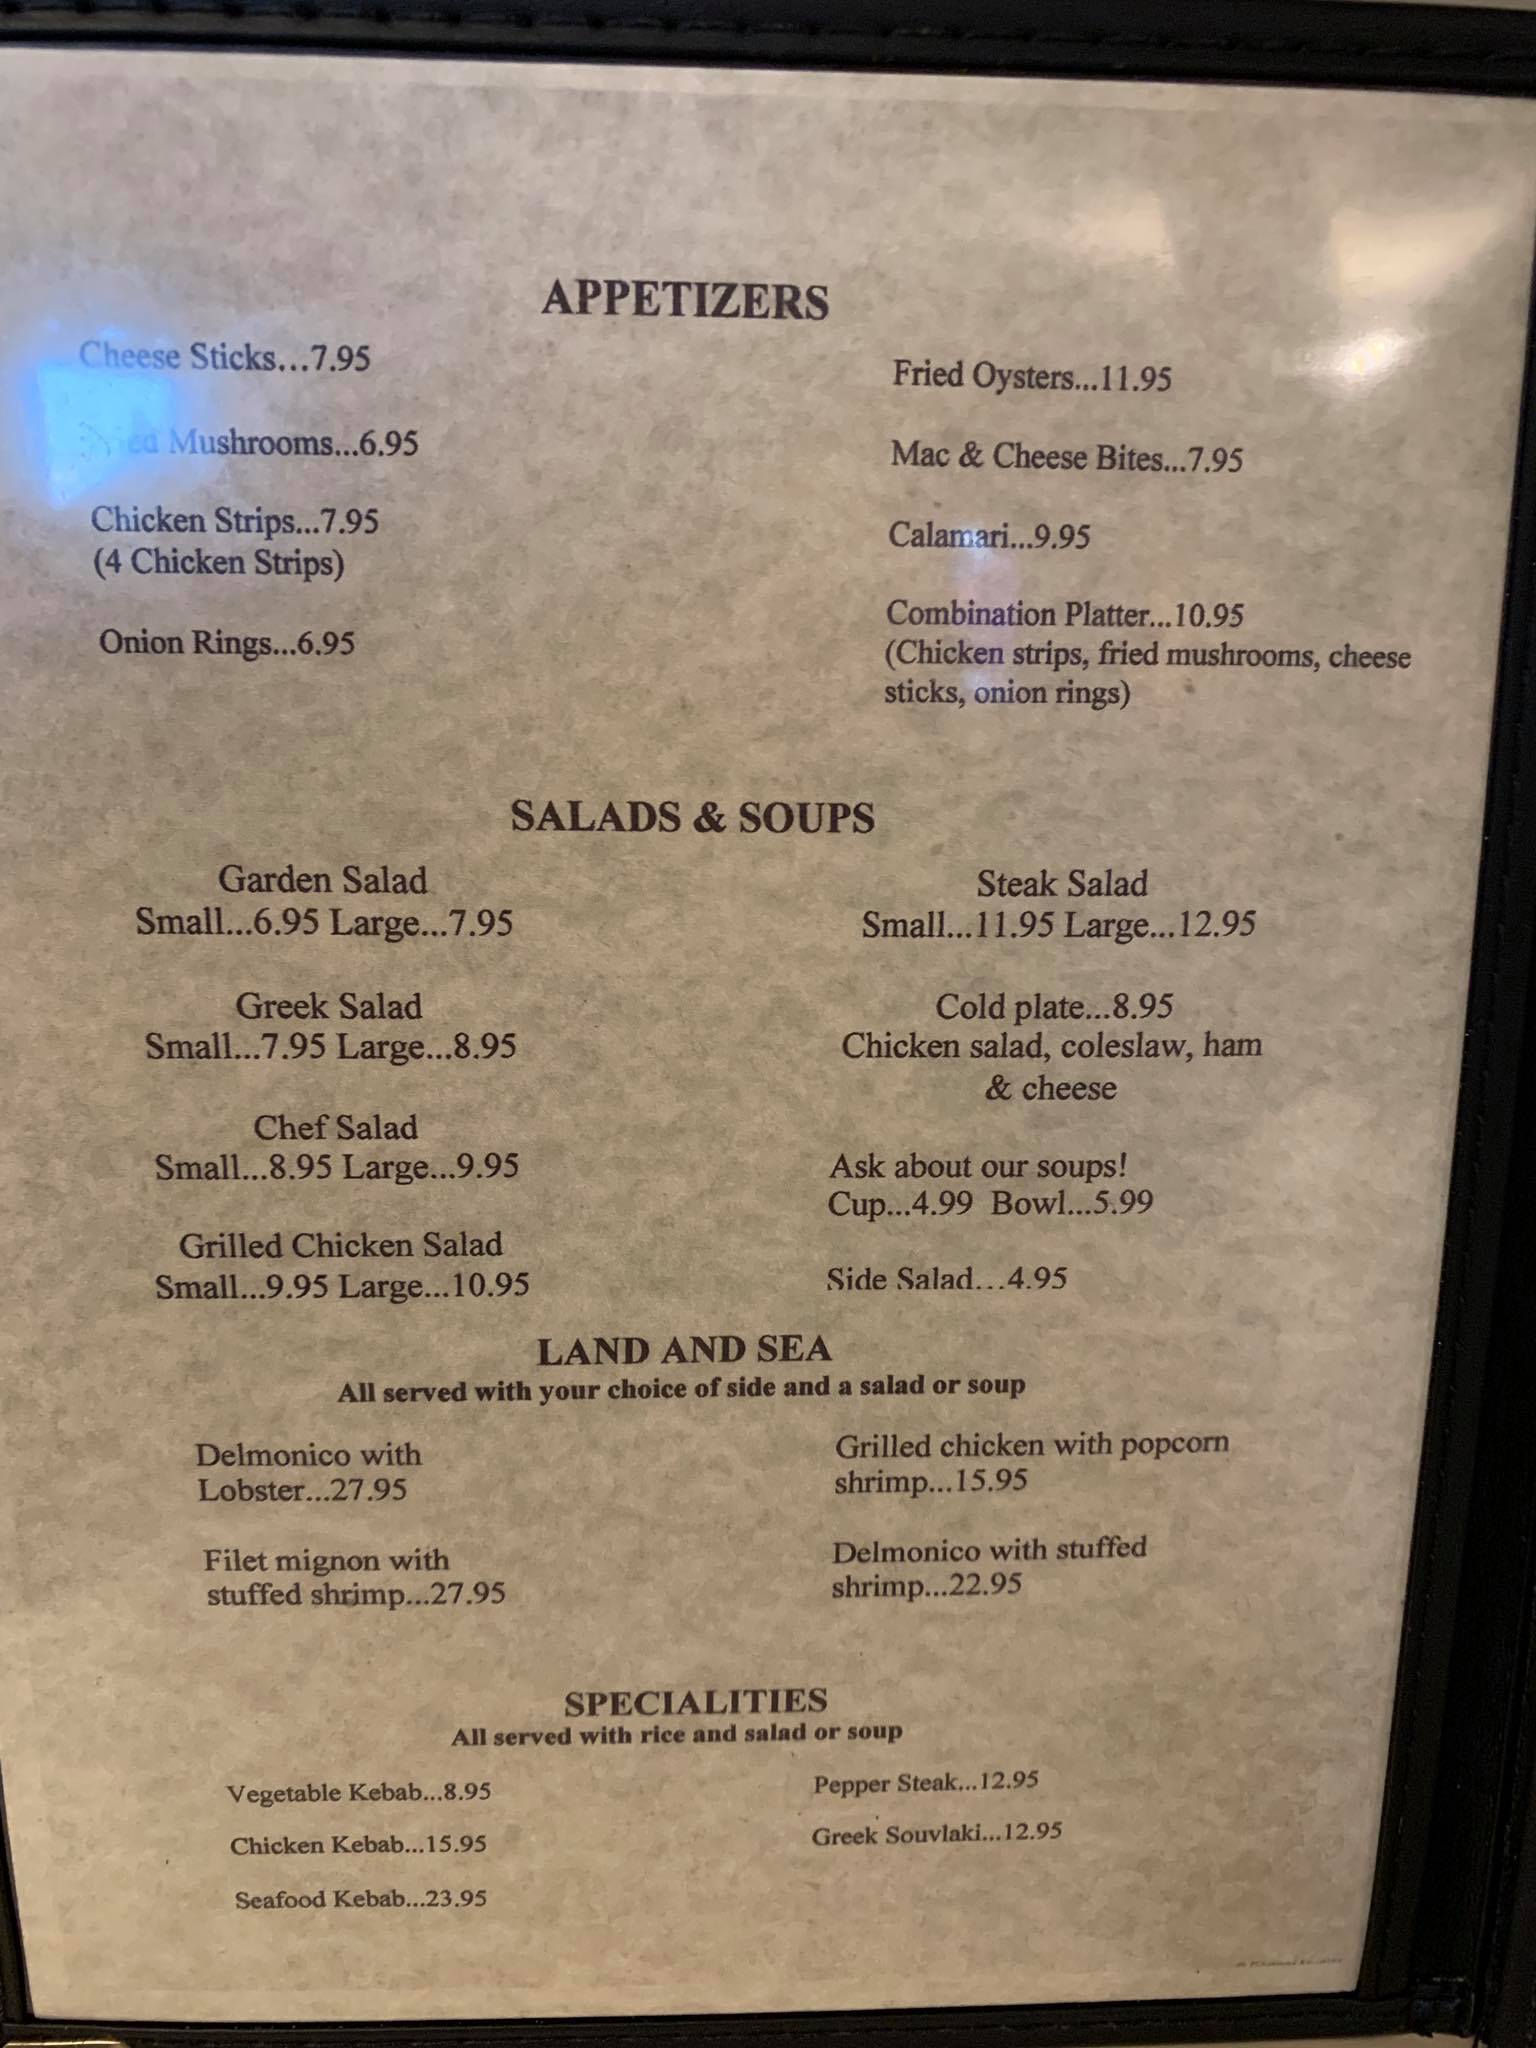 APPETIZERS
Cheese Sticks...7.95
Mushrooms...6.95
Chicken Strips...7.95
(4 Chicken Strips)
Onion Rings...6.95
Fried Oysters...11.95
Mac & Cheese Bites...7.95
Calamari...9.95
Combination Platter...10.95
(Chicken strips, fried mushrooms, cheese
sticks, onion rings)
SALADS & SOUPS
Garden Salad
Small...6.95 Large...7.95
Greek Salad
Small...7.95 Large...8.95
Chef Salad
Small...8.95 Large...9.95
Grilled Chicken Salad
Small...9.95 Large...10.95
Steak Salad
Small...11.95 Large...12.95
Cold plate...8.95
Chicken salad, coleslaw, ham
& cheese
Ask about our soups!
Cup...4.99 Bowl...5.99
Side Salad...4.95
LAND AND SEA
All served with your choice of side and a salad or soup
Delmonico with
Lobster...27.95
Filet mignon with
stuffed shrimp...27.95
Grilled chicken with popcorn
shrimp...15.95
Delmonico with stuffed
shrimp...22.95
SPECIALITIES
All served with rice and salad or soup
Vegetable Kebab...8.95
Chicken Kebab...15.95
Seafood Kebab...23.95
Pepper Steak...12.95
Greek Souvlaki...12.95